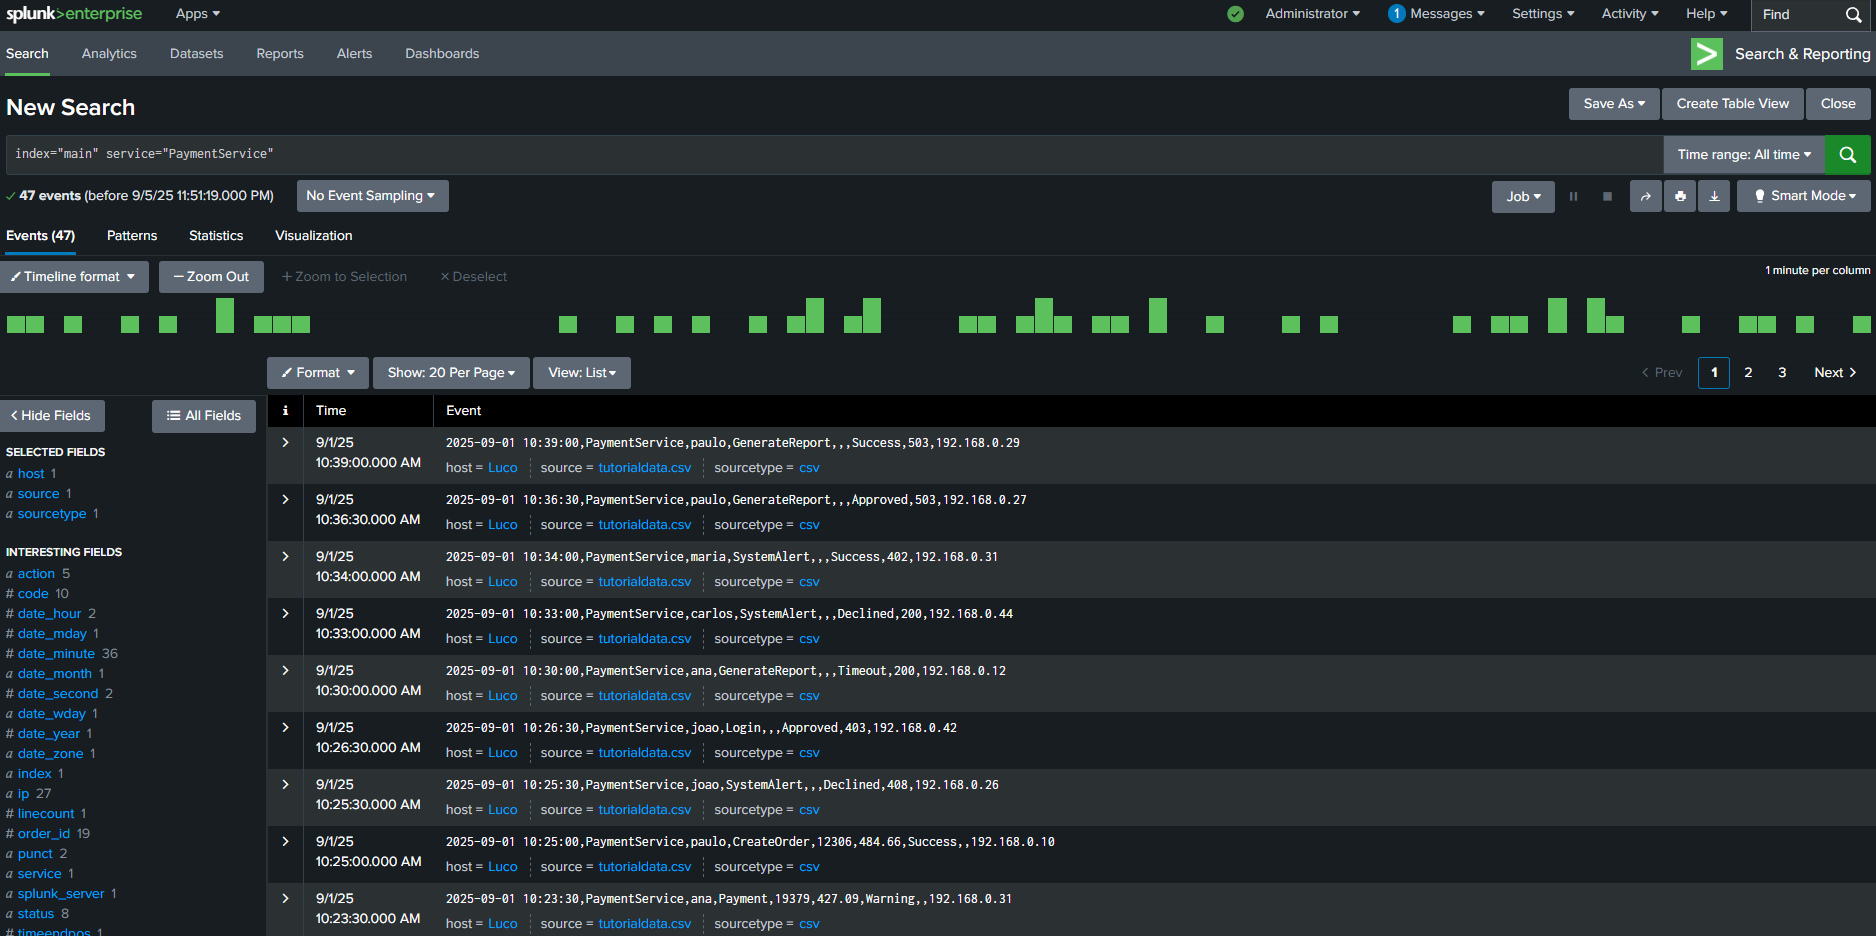 splunk>enterprise Apps Administrator 1 Messages Settings Activity Help Find
Search Analytics Datasets Reports Alerts Dashboards Search & Reporting
New Search Save As Create Table View Close
index="main" service="PaymentService" Time range: All time
47 events (before 9/5/25 11:51:19.000 PM) No Event Sampling Job Smart Mode
Events (47) Patterns Statistics Visualization
Timeline format Zoom Out Zoom to Selection Deselect 1 minute per column
Format Show: 20 Per Page View: List Prev 1 2 3 Next
Hide Fields All Fields
SELECTED FIELDS
a host 1
a source 1
a sourcetype 1
INTERESTING FIELDS
a action 5
# code 10
# date_hour 2
# date_mday 1
# date_minute 36
a date_month 1
# date_second 2
a date_wday 1
# date_year 1
a date_zone 1
a index 1
a ip 27
# linecount 1
# order_id 19
a punct 2
a service 1
a splunk_server 1
a status 8
# timeendpos 1
i Time Event
9/1/25 2025-09-01 10:39:00,PaymentService,paulo,GenerateReport,,,Success,503,192.168.0.29
10:39:00.000 AM host = Luco source = tutorialdata.csv sourcetype = csv
9/1/25 2025-09-01 10:36:30,PaymentService,paulo,GenerateReport,,,Approved,503,192.168.0.27
10:36:30.000 AM host = Luco source = tutorialdata.csv sourcetype = csv
9/1/25 2025-09-01 10:34:00,PaymentService,maria,SystemAlert,,,Success,402,192.168.0.31
10:34:00.000 AM host = Luco source = tutorialdata.csv sourcetype = csv
9/1/25 2025-09-01 10:33:00,PaymentService,carlos,SystemAlert,,,Declined,200,192.168.0.44
10:33:00.000 AM host = Luco source = tutorialdata.csv sourcetype = csv
9/1/25 2025-09-01 10:30:00,PaymentService,ana,GenerateReport,,,Timeout,200,192.168.0.12
10:30:00.000 AM host = Luco source = tutorialdata.csv sourcetype = csv
9/1/25 2025-09-01 10:26:30,PaymentService,joao,Login,,,Approved,403,192.168.0.42
10:26:30.000 AM host = Luco source = tutorialdata.csv sourcetype = csv
9/1/25 2025-09-01 10:25:30,PaymentService,joao,SystemAlert,,,Declined,408,192.168.0.26
10:25:30.000 AM host = Luco source = tutorialdata.csv sourcetype = csv
9/1/25 2025-09-01 10:25:00,PaymentService,paulo,CreateOrder,12306,484.66,Success,,192.168.0.10
10:25:00.000 AM host = Luco source = tutorialdata.csv sourcetype = csv
9/1/25 2025-09-01 10:23:30,PaymentService,ana,Payment,19379,427.09,Warning,,192.168.0.31
10:23:30.000 AM host = Luco source = tutorialdata.csv sourcetype = csv